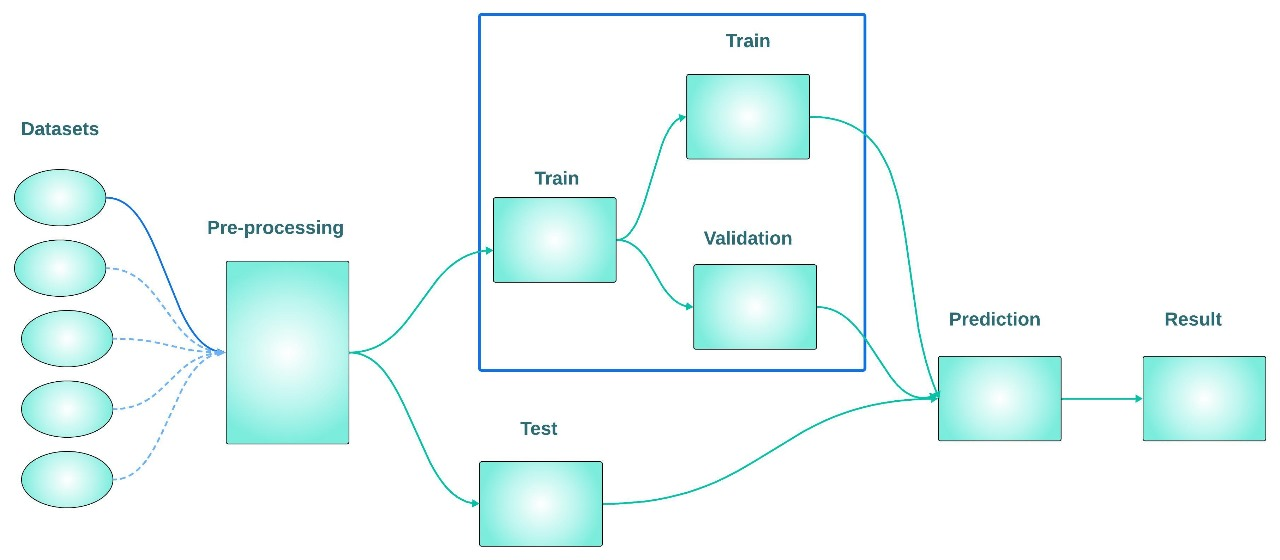 Datasets
Pre-processing
Train
Train
Validation
Test
Prediction
Result